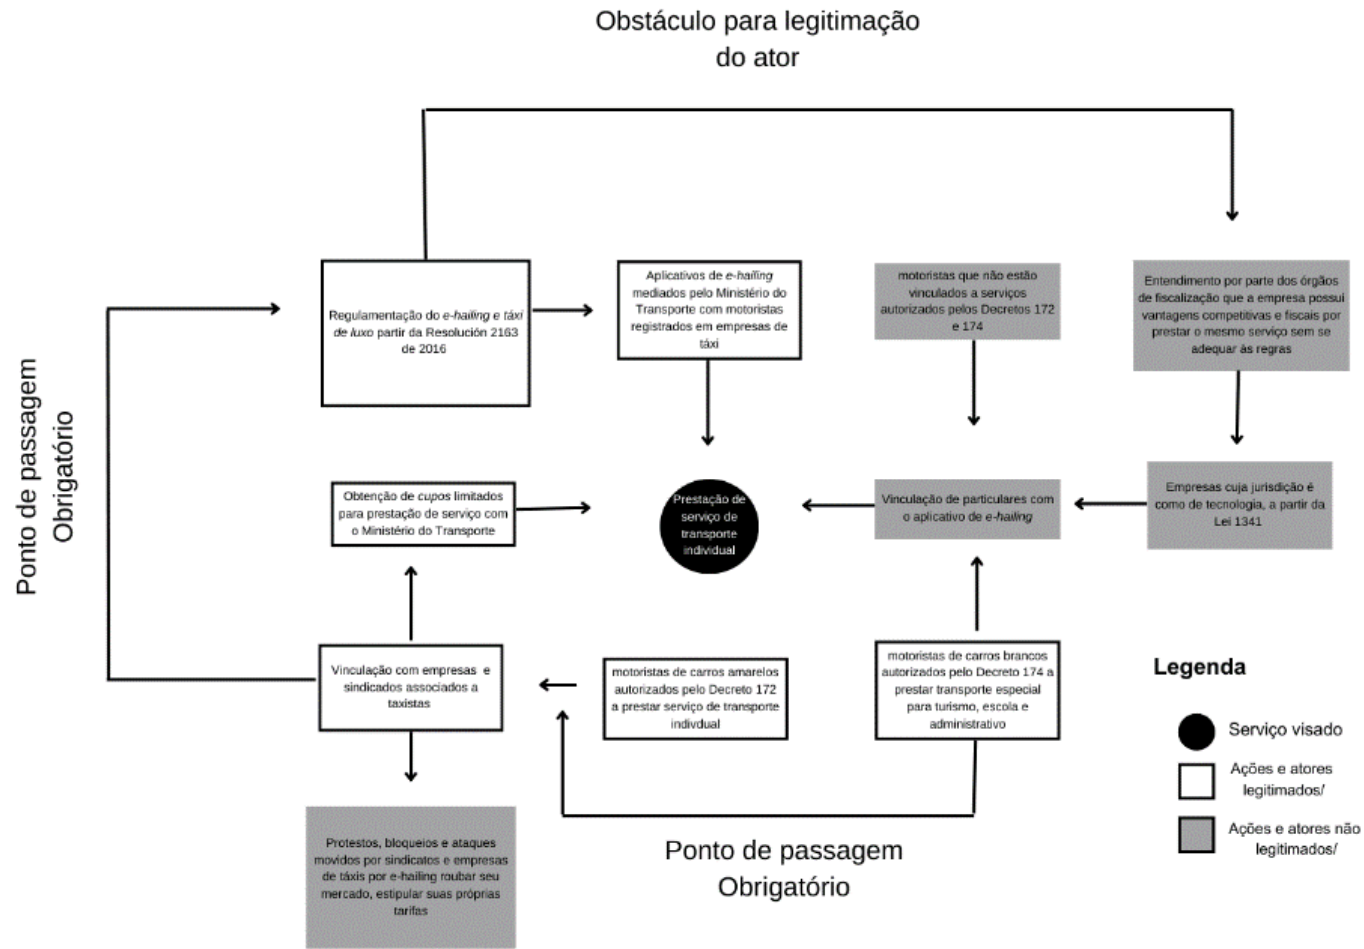 Obstáculo para legitimação
do ator
Ponto de passagem
Obrigatório
Regulamentação do e-hailing e táxi
de luxo partir da Resolución 2163
de 2016
Aplicativos de e-hailing
mediados pelo Ministério do
Transporte com motoristas
registrados em empresas de
táxi
motoristas que não estão
vinculados a serviços
autorizados pelos Decretos 172
e 174
Entendimento por parte dos órgãos
de fiscalização que a empresa possui
vantagens competitivas e fiscais por
prestar o mesmo serviço sem se
adequar às regras
Obtenção de cupos limitados
para prestação de serviço com
o Ministério do Transporte
Prestação de
serviço de
transporte
individual
Vinculação de particulares com
o aplicativo de e-hailing
Empresas cuja jurisdição é
como de tecnologia, a partir da
Lei 1341
Vinculação com empresas e
sindicados associados a
taxistas
motoristas de carros amarelos
autorizados pelo Decreto 172
a prestar serviço de transporte
indivdual
motoristas de carros brancos
autorizados pelo Decreto 174 a
prestar transporte especial
para turismo, escola e
administrativo
Protestos, bloqueios e ataques
movidos por sindicatos e empresas
de táxis por e-hailing roubar seu
mercado, estipular suas próprias
tarifas
Ponto de passagem
Obrigatório
Legenda
Serviço visado
Ações e atores
legitimados/
Ações e atores não
legitimados/